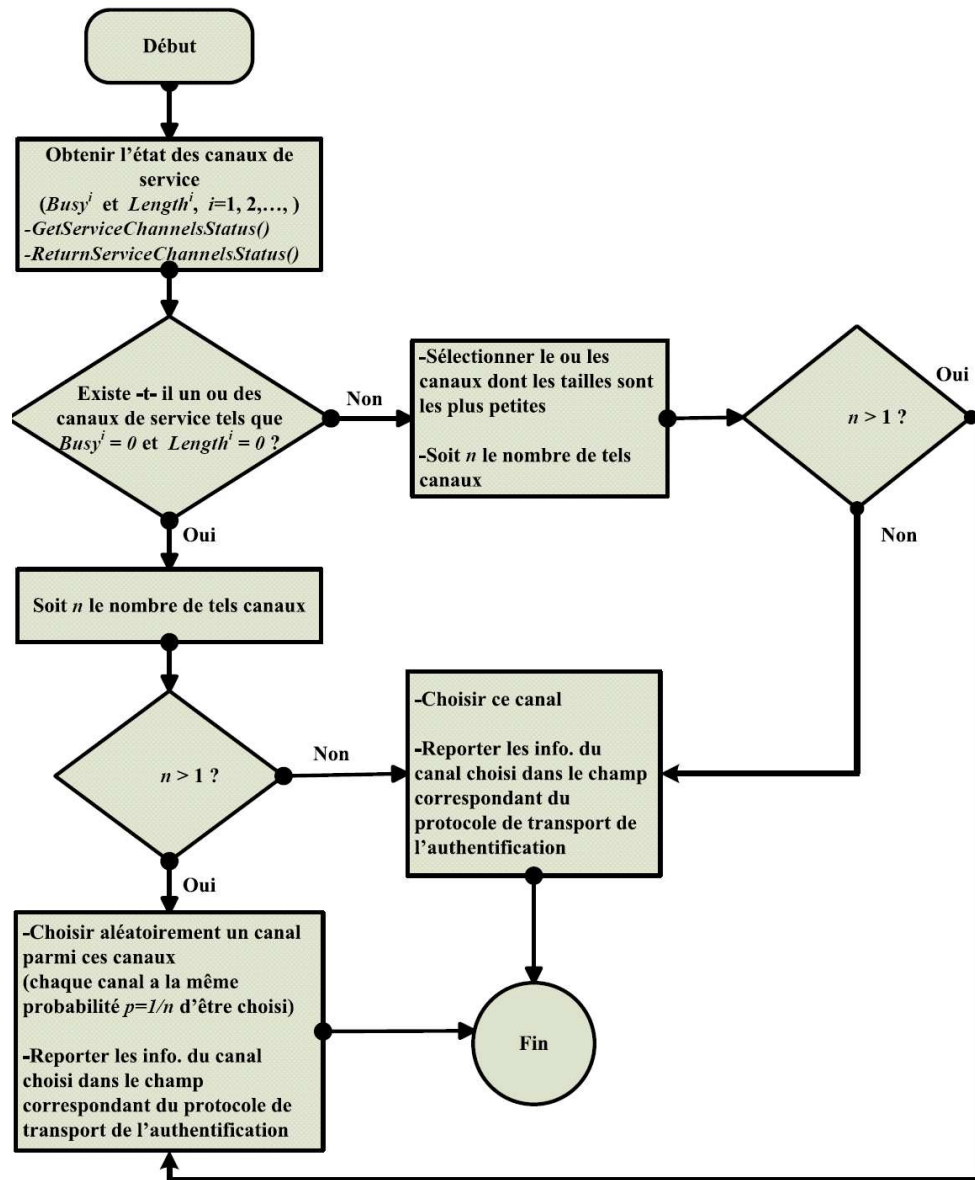 Début
Obtenir l'état des canaux de
service
(Busyⁱ et Lengthⁱ, i=1, 2,…, )
-GetServiceChannelsStatus()
-ReturnServiceChannelsStatus()
Existe -t- il un ou des
canaux de service tels que
Busyⁱ = 0 et Lengthⁱ = 0 ?
Non
-Sélectionner le ou les
canaux dont les tailles sont
les plus petites
-Soit n le nombre de tels
canaux
n > 1 ?
Oui
Non
Oui
Soit n le nombre de tels canaux
n > 1 ?
Non
-Choisir ce canal
-Reporter les info. du
canal choisi dans le champ
correspondant du
protocole de transport de
l'authentification
Oui
-Choisir aléatoirement un canal
parmi ces canaux
(chaque canal a la même
probabilité p=1/n d'être choisi)
-Reporter les info. du canal
choisi dans le champ
correspondant du protocole de
transport de l'authentification
Fin